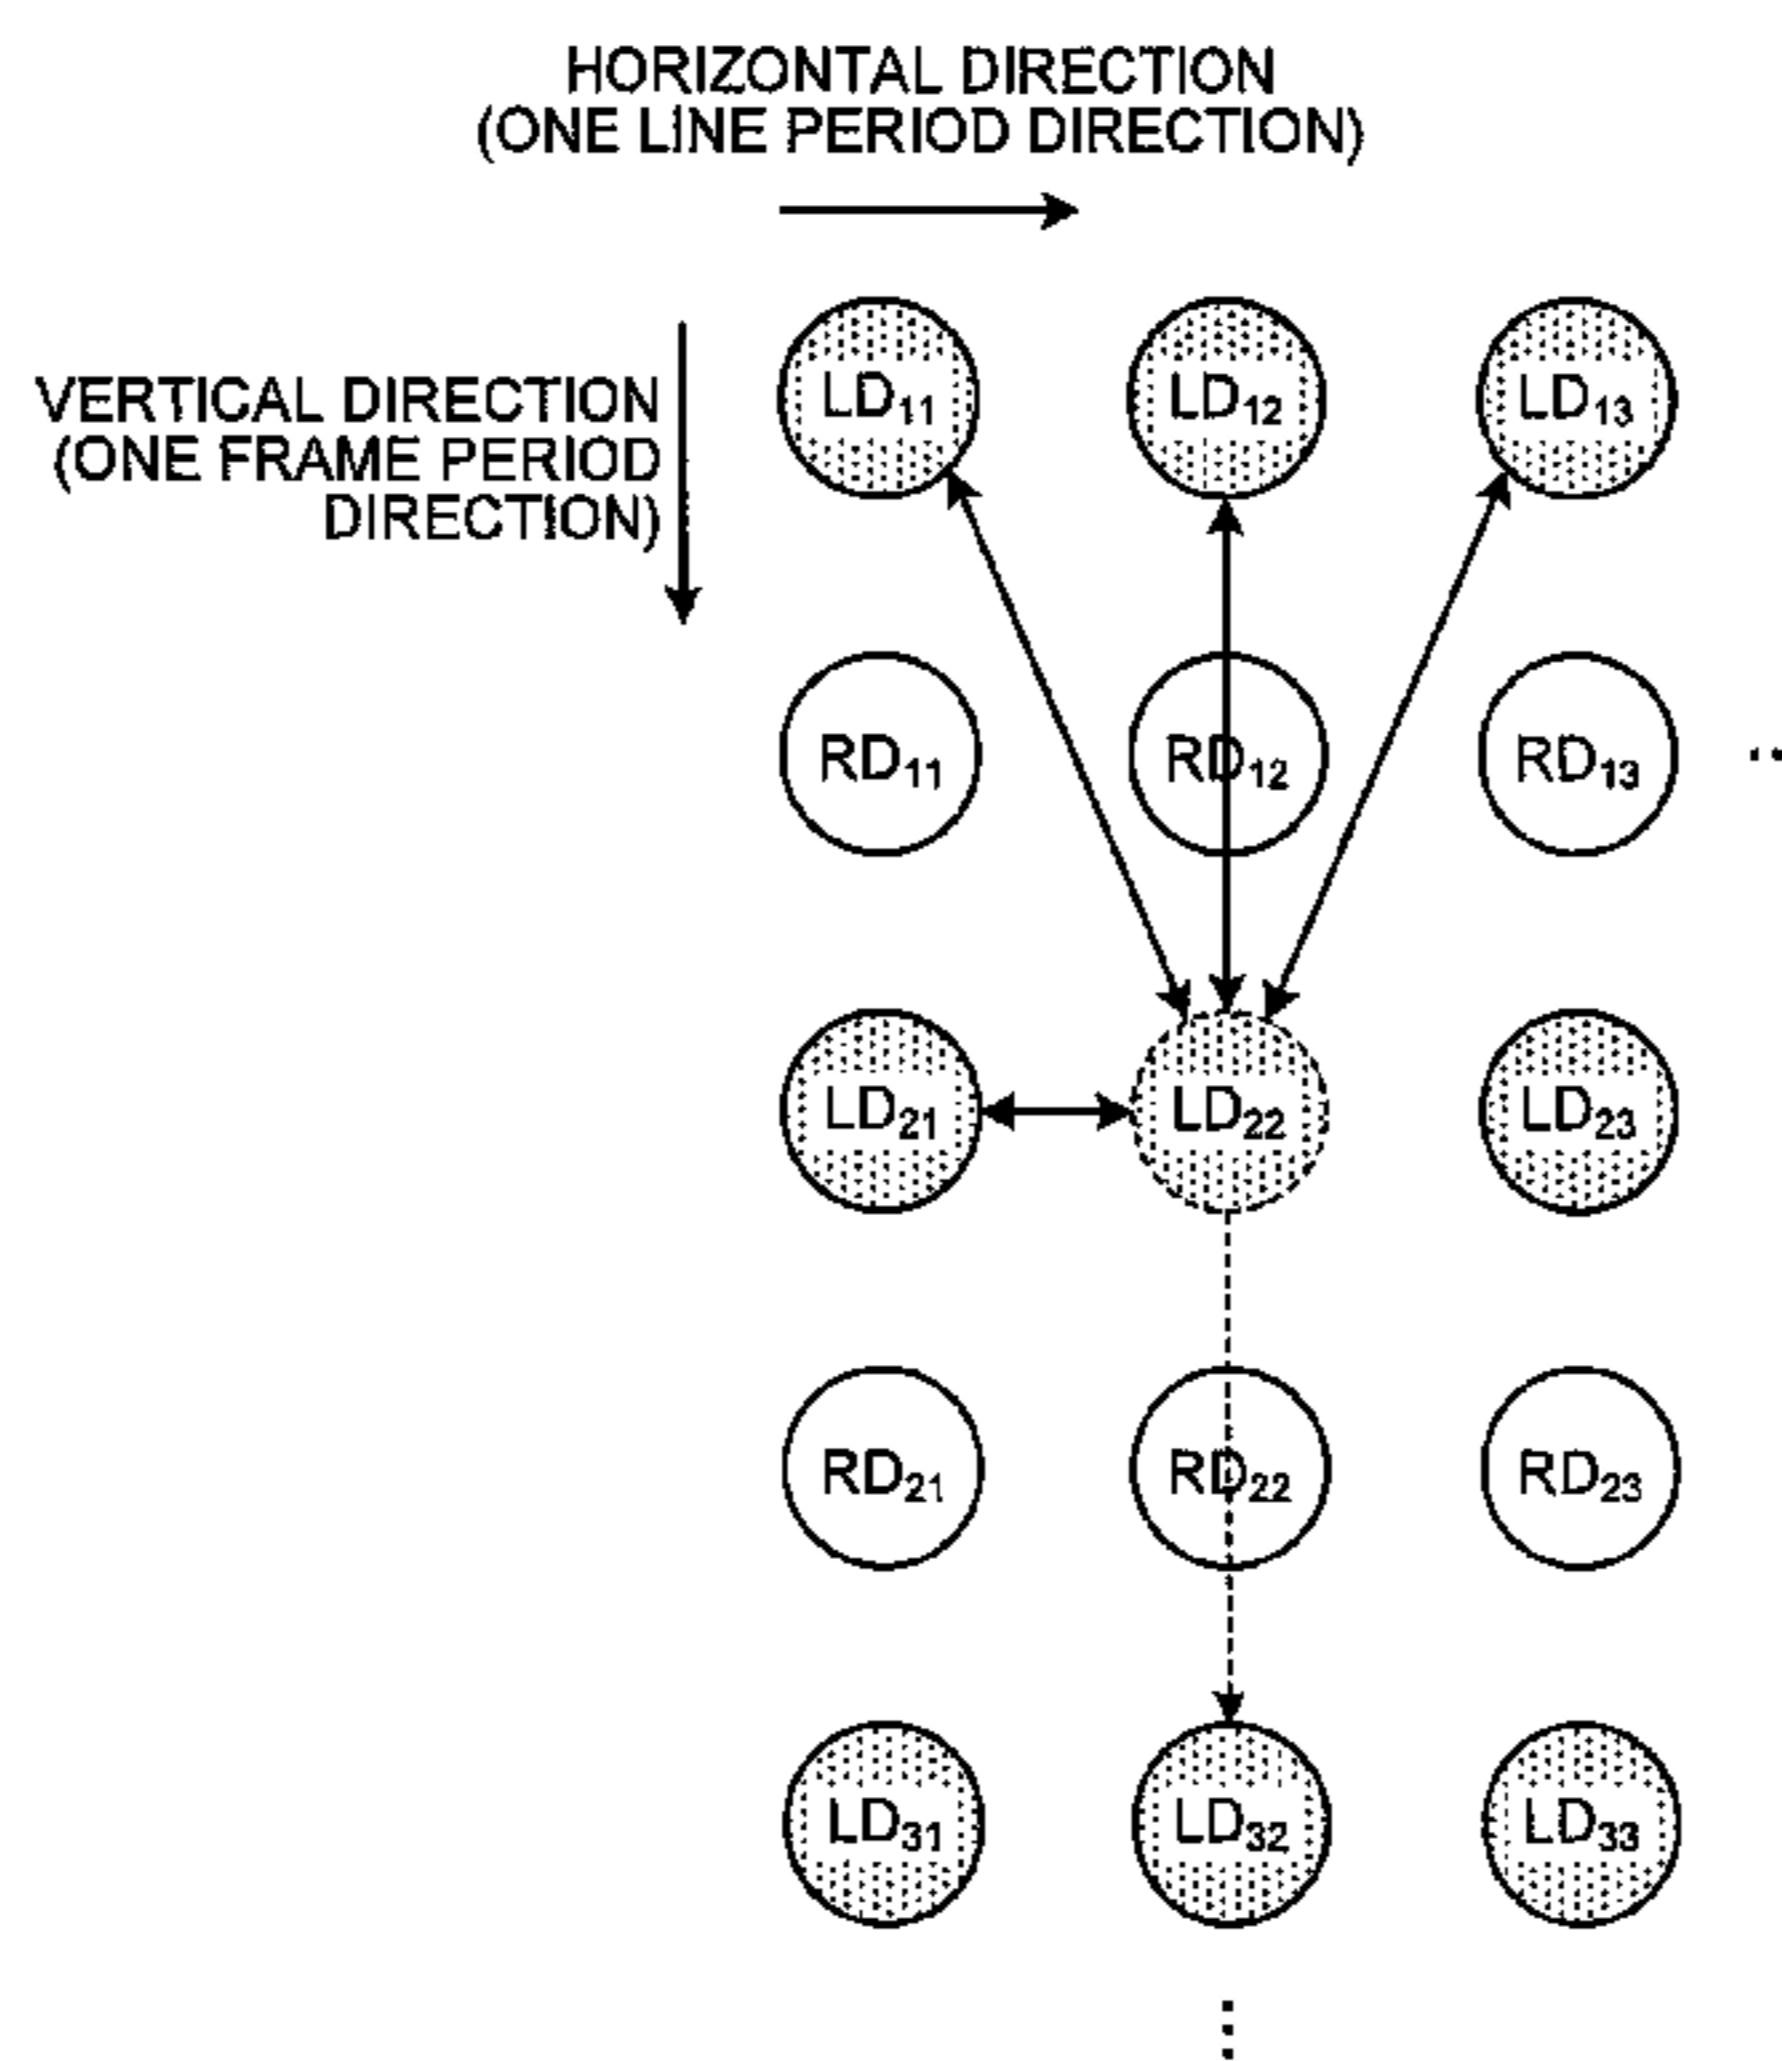 HORIZONTAL DIRECTION
(ONE LINE PERIOD DIRECTION)
VERTICAL DIRECTION
(ONE FRAME PERIOD
DIRECTION)
LD₁₁ LD₁₂ LD₁₃
RD₁₁ RD₁₂ RD₁₃
LD₂₁ LD₂₂ LD₂₃
RD₂₁ RD₂₂ RD₂₃
LD₃₁ LD₃₂ LD₃₃